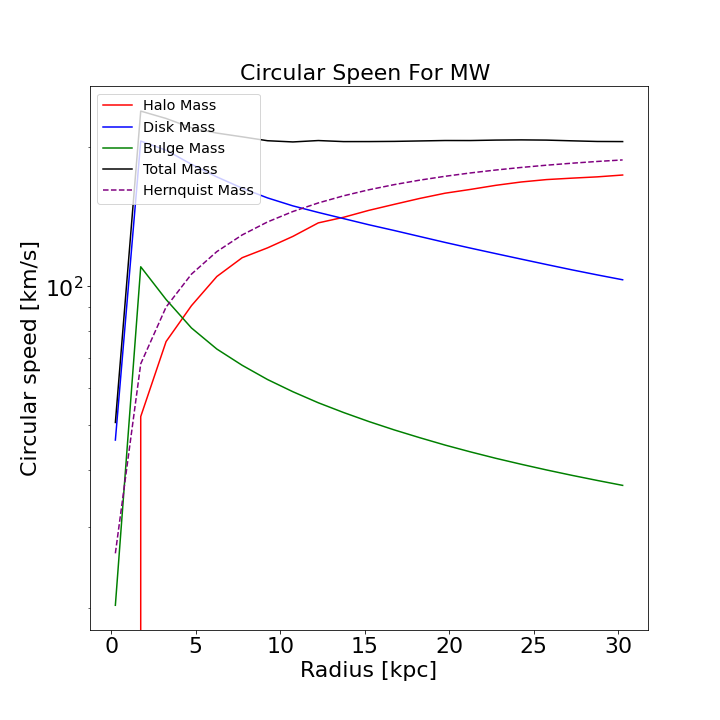 Circular Speen For MW
Halo Mass
Disk Mass
Bulge Mass
Total Mass
Hernquist Mass
Circular speed [km/s]
10²
0 5 10 15 20 25 30
Radius [kpc]